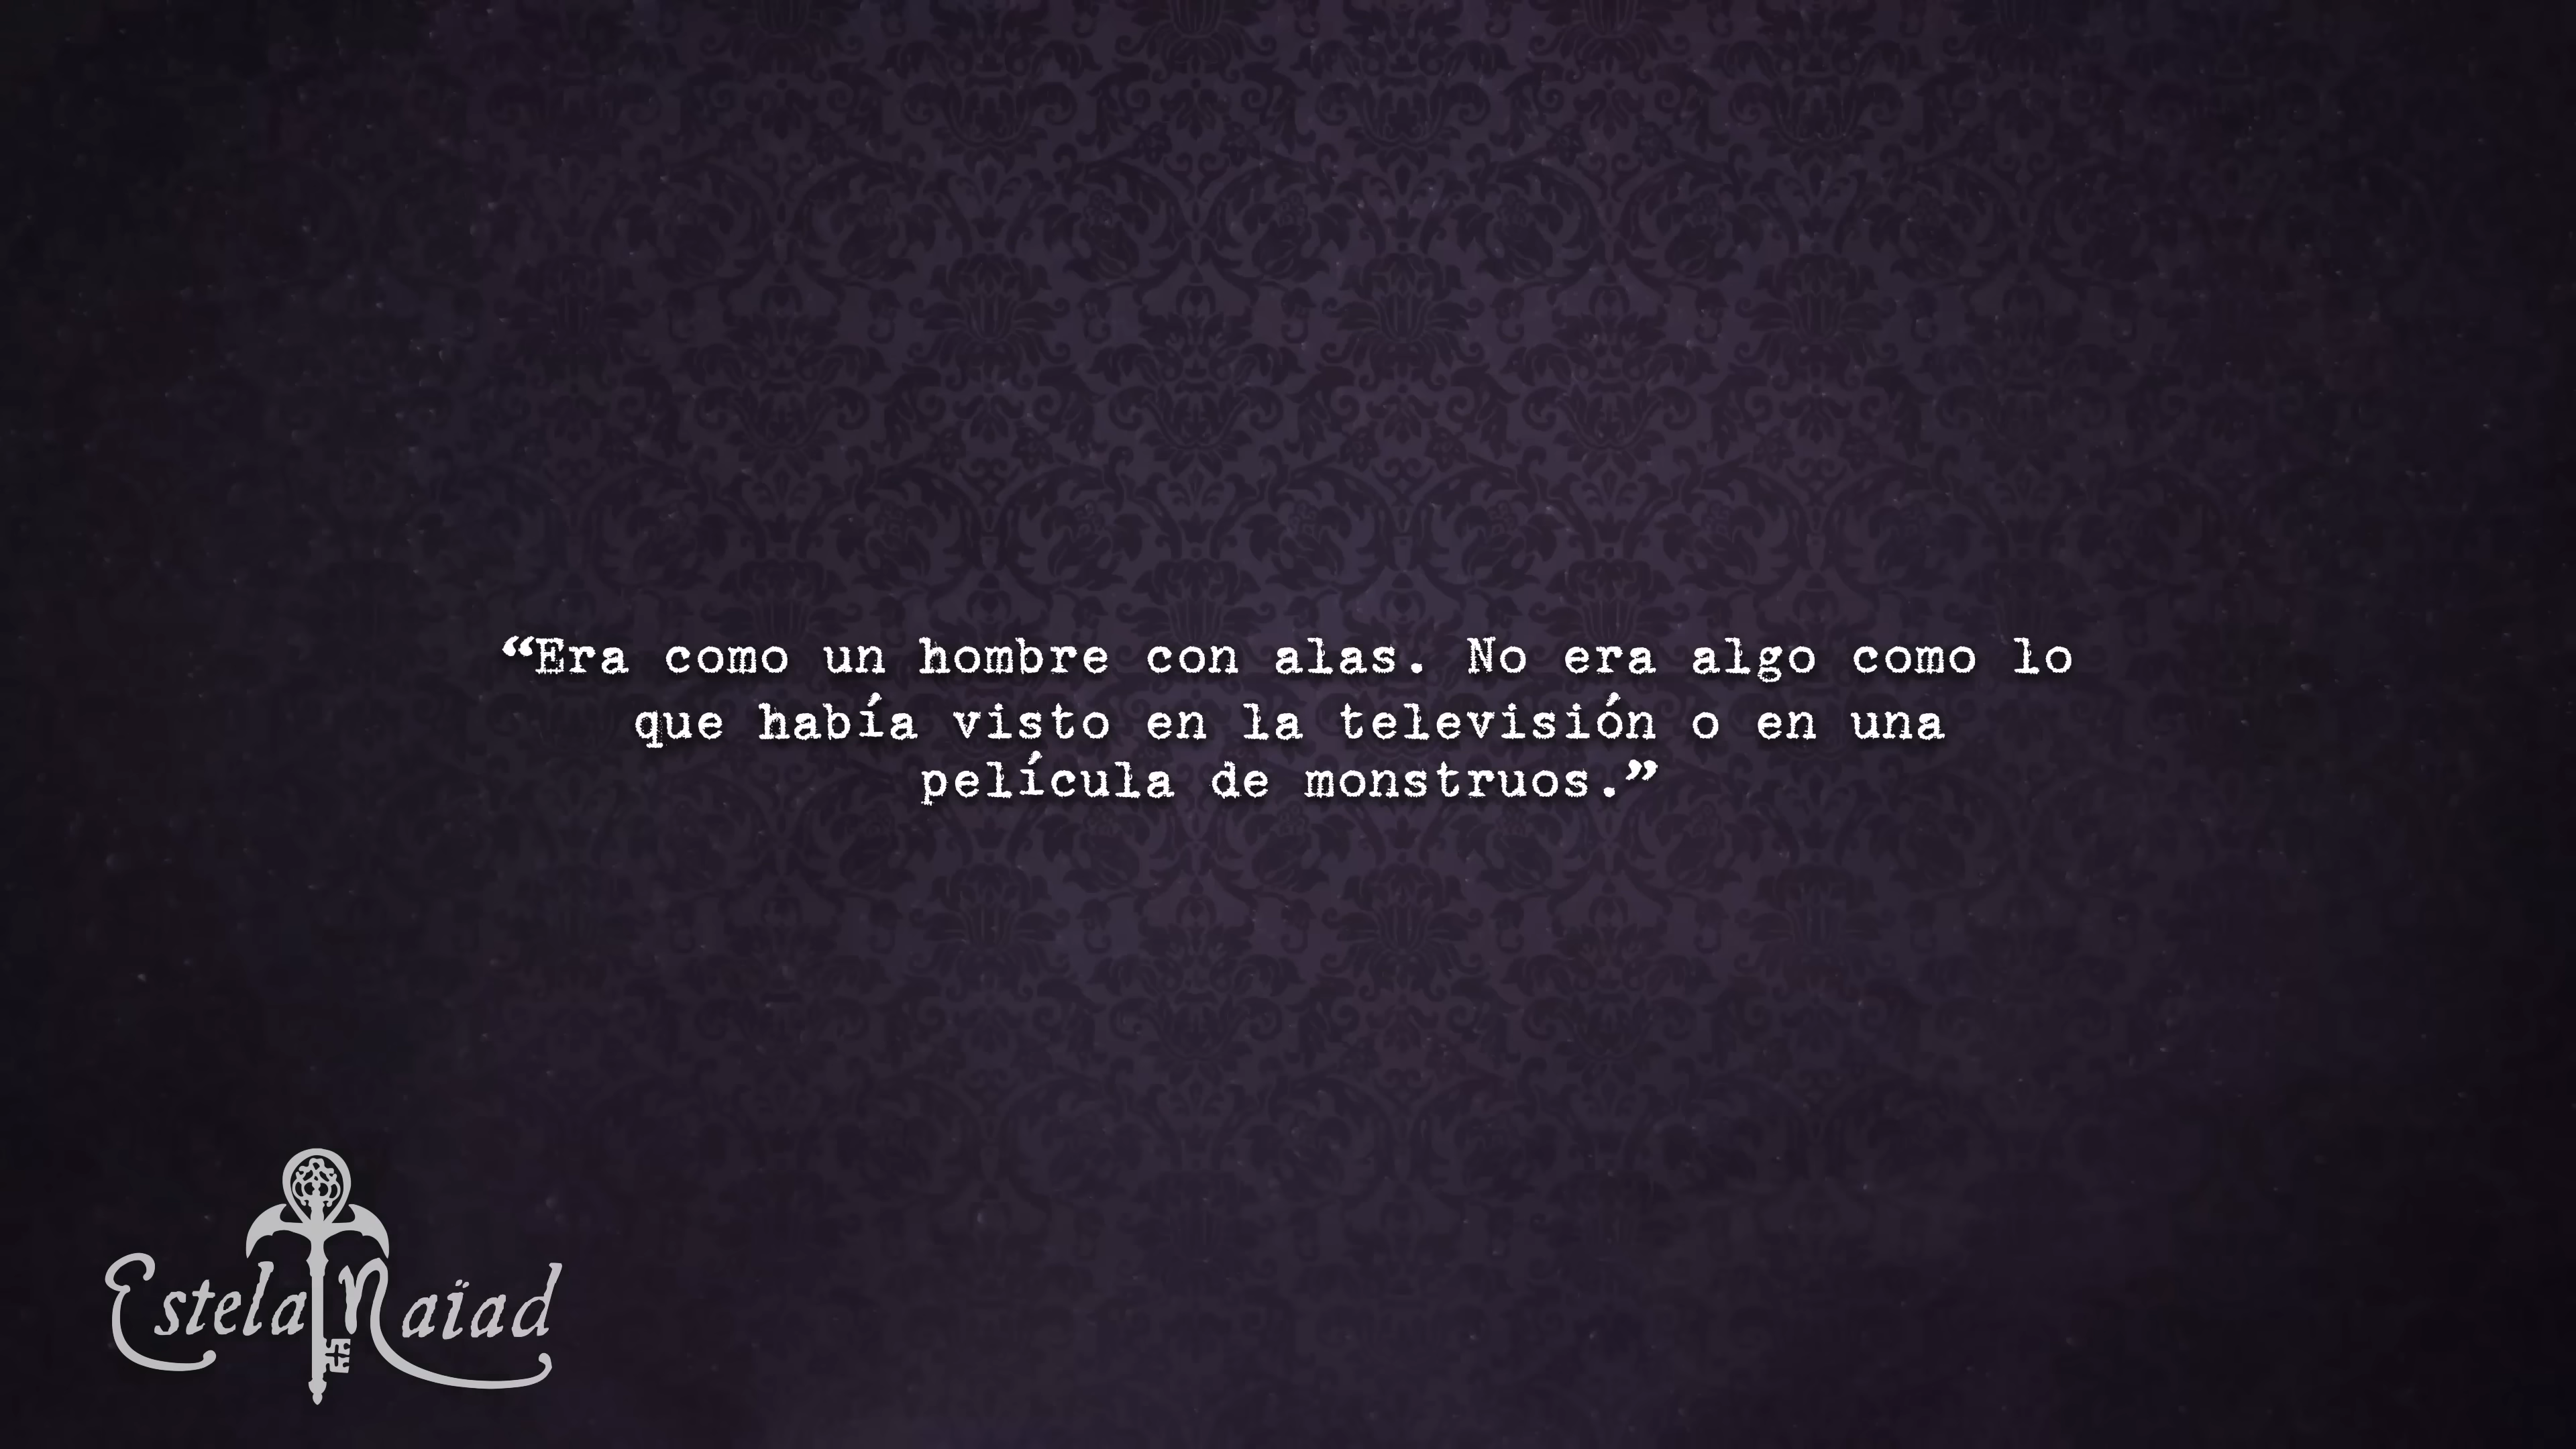 “Era como un hombre con alas. No era algo como lo
que había visto en la televisión o en una
película de monstruos.”
Estela Naïad